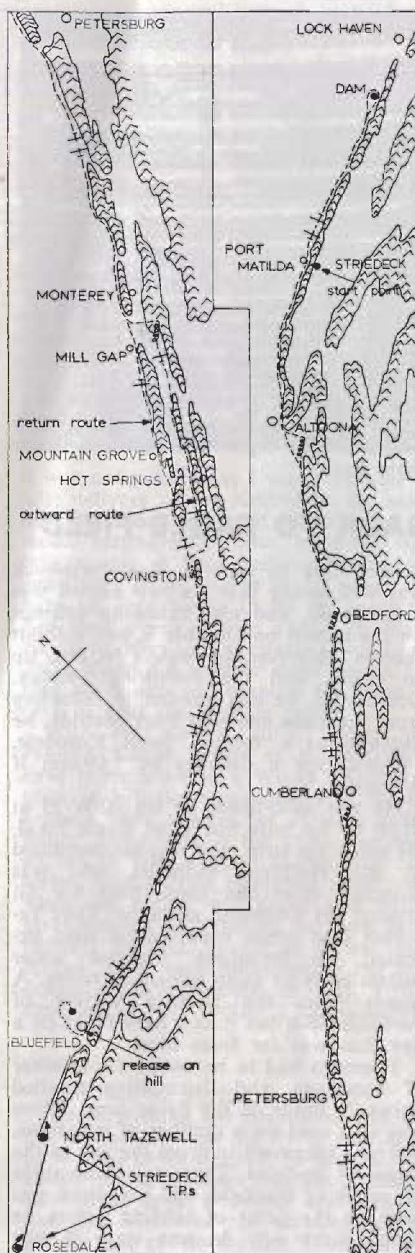 PETERSBURG
MONTEREY
MILL GAP
return route
MOUNTAIN GROVE
HOT SPRINGS
outward route
COVINGTON
N
BLUEFIELD
release on
hill
NORTH TAZEWELL
STRIEDECK
T.P.s
ROSEDALE
LOCK HAVEN
DAM
PORT
MATILDA
STRIEDECK
start point
ALTOONA
BEDFORD
CUMBERLAND
PETERSBURG